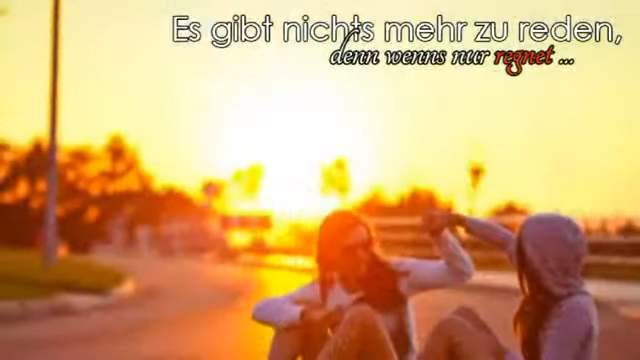 Es gibt nichts mehr zu reden,
denn wenns nur regnet ...